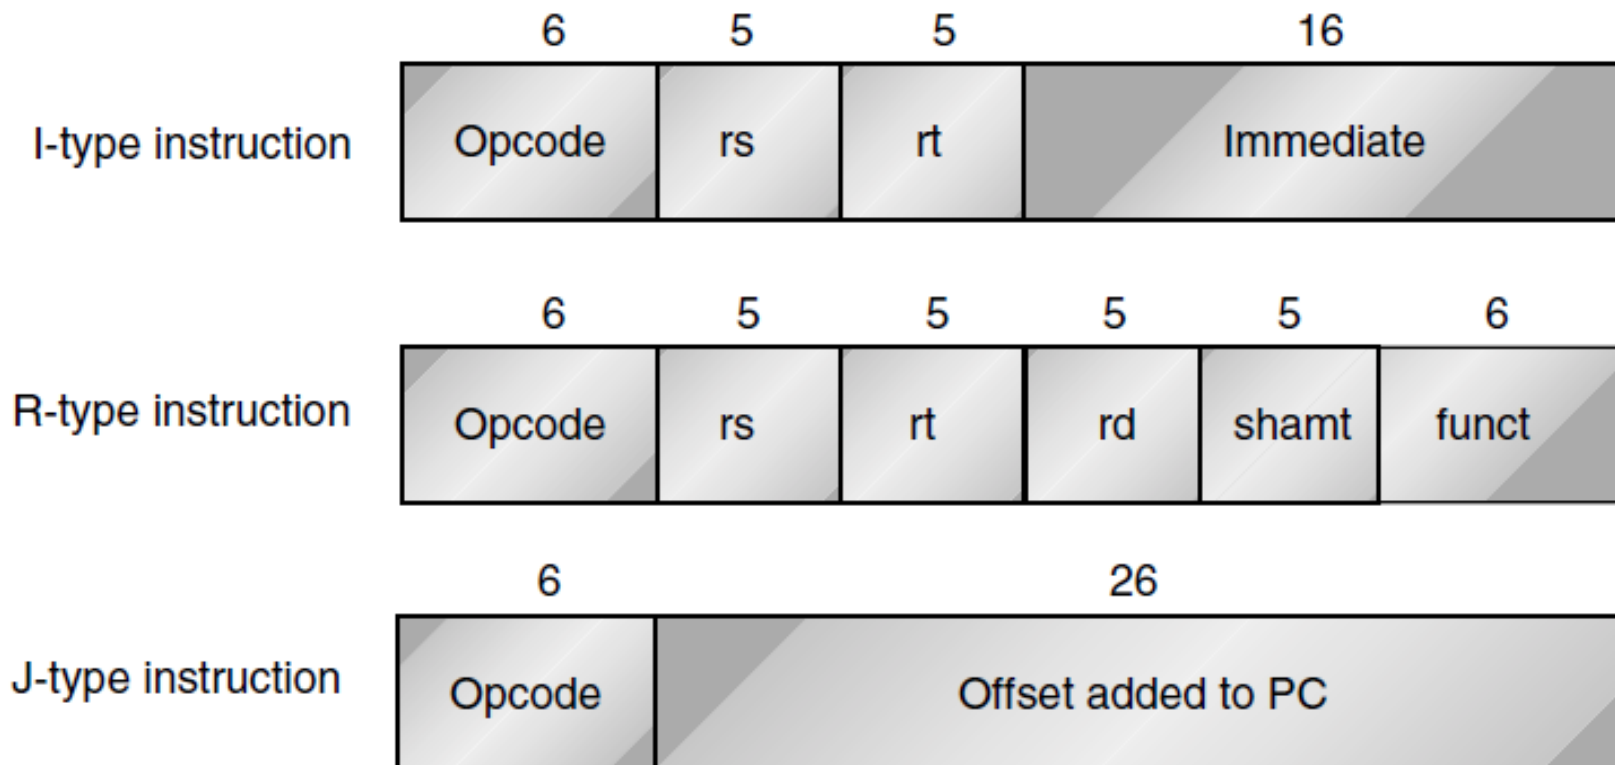 6 5 5 16
I-type instruction Opcode rs rt Immediate
6 5 5 5 5 6
R-type instruction Opcode rs rt rd shamt funct
6 26
J-type instruction Opcode Offset added to PC